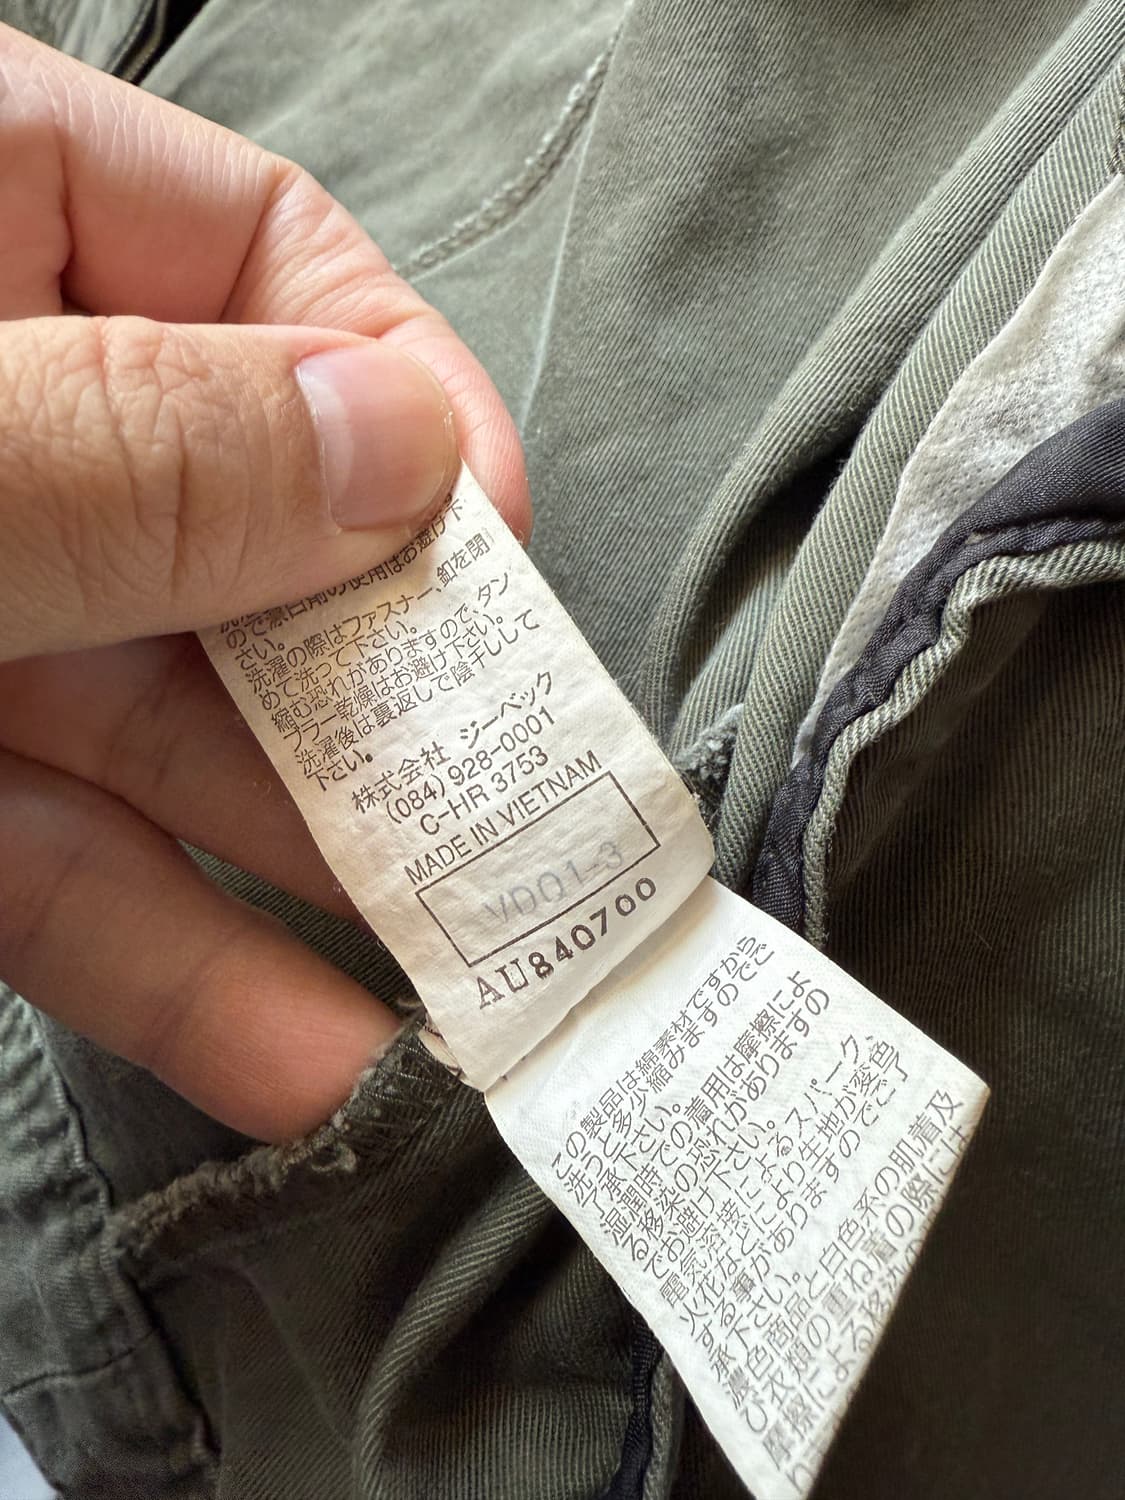 ので漂白剤の使用はお避け下
さい。
洗濯の際はファスナー、釦を閉
めて洗って下さい。
縮む恐れがありますので、タン
ブラー乾燥はお避け下さい。
洗濯後は裏返しで陰干しして
下さい。
株式会社 ジーベック
(084) 928-0001
C-HR 3753
MADE IN VIETNAM
VDQ1-3
AU840700
この製品は綿素材ですから
洗うと多少縮みますのでご
了承下さい。
湿潤時での着用は摩擦によ
る移染の恐れがありますの
でお避け下さい。
電気溶接によるスパーク、
火花などにより生地が変色
する事がありますのでご了
承下さい。
濃色商品と白色系の肌着及
び衣類の重ね着の際には
摩擦による移染の